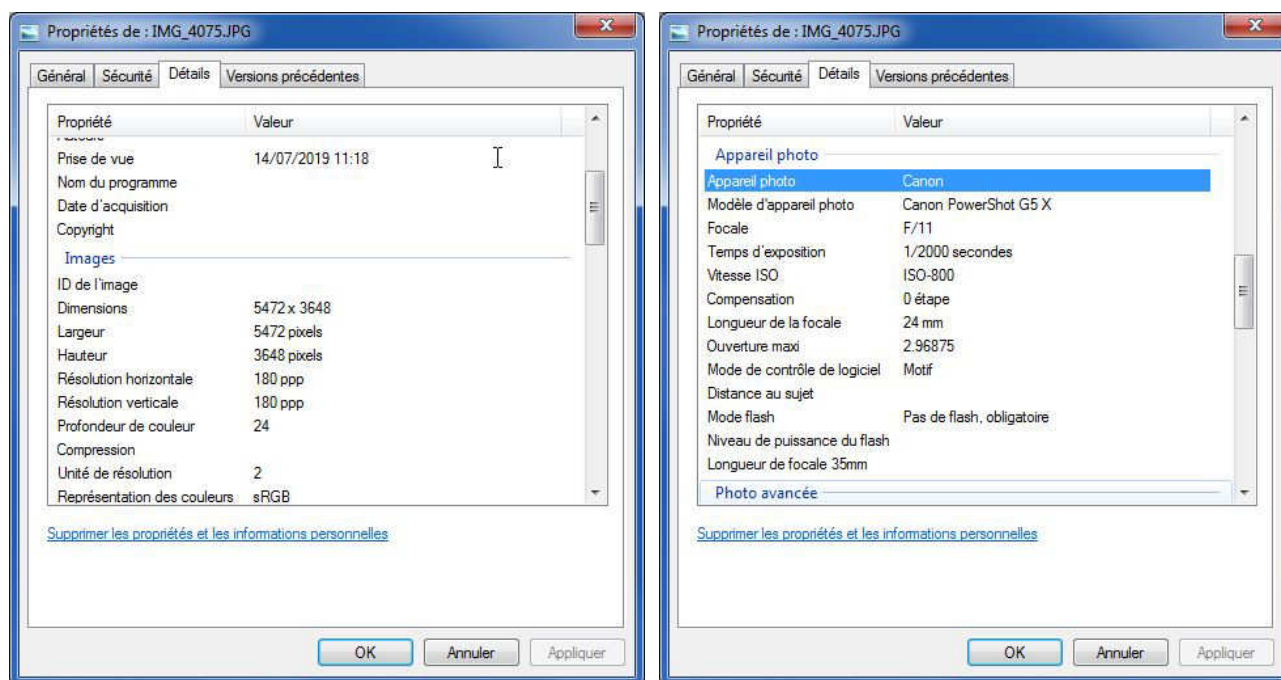 Propriétés de : IMG_4075.JPG
Général Sécurité Détails Versions précédentes
Propriété Valeur
Prise de vue 14/07/2019 11:18
Nom du programme
Date d'acquisition
Copyright
Images
ID de l'image
Dimensions 5472 x 3648
Largeur 5472 pixels
Hauteur 3648 pixels
Résolution horizontale 180 ppp
Résolution verticale 180 ppp
Profondeur de couleur 24
Compression
Unité de résolution 2
Représentation des couleurs sRGB
Supprimer les propriétés et les informations personnelles
OK Annuler Appliquer
Propriétés de : IMG_4075.JPG
Général Sécurité Détails Versions précédentes
Propriété Valeur
Appareil photo
Appareil photo Canon
Modèle d'appareil photo Canon PowerShot G5 X
Focale F/11
Temps d'exposition 1/2000 secondes
Vitesse ISO ISO-800
Compensation 0 étape
Longueur de la focale 24 mm
Ouverture maxi 2.96875
Mode de contrôle de logiciel Motif
Distance au sujet
Mode flash Pas de flash, obligatoire
Niveau de puissance du flash
Longueur de focale 35mm
Photo avancée
Supprimer les propriétés et les informations personnelles
OK Annuler Appliquer